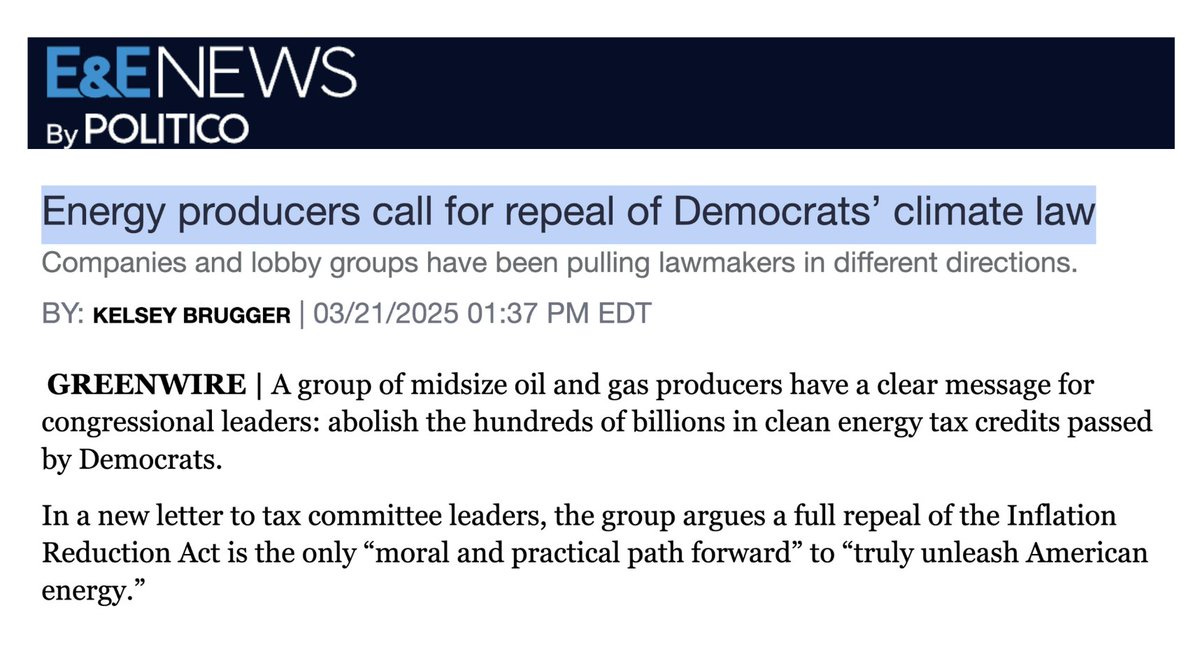 E&E NEWS
By POLITICO
Energy producers call for repeal of Democrats’ climate law
Companies and lobby groups have been pulling lawmakers in different directions.
BY: KELSEY BRUGGER | 03/21/2025 01:37 PM EDT
GREENWIRE | A group of midsize oil and gas producers have a clear message for
congressional leaders: abolish the hundreds of billions in clean energy tax credits passed
by Democrats.
In a new letter to tax committee leaders, the group argues a full repeal of the Inflation
Reduction Act is the only “moral and practical path forward” to “truly unleash American
energy.”